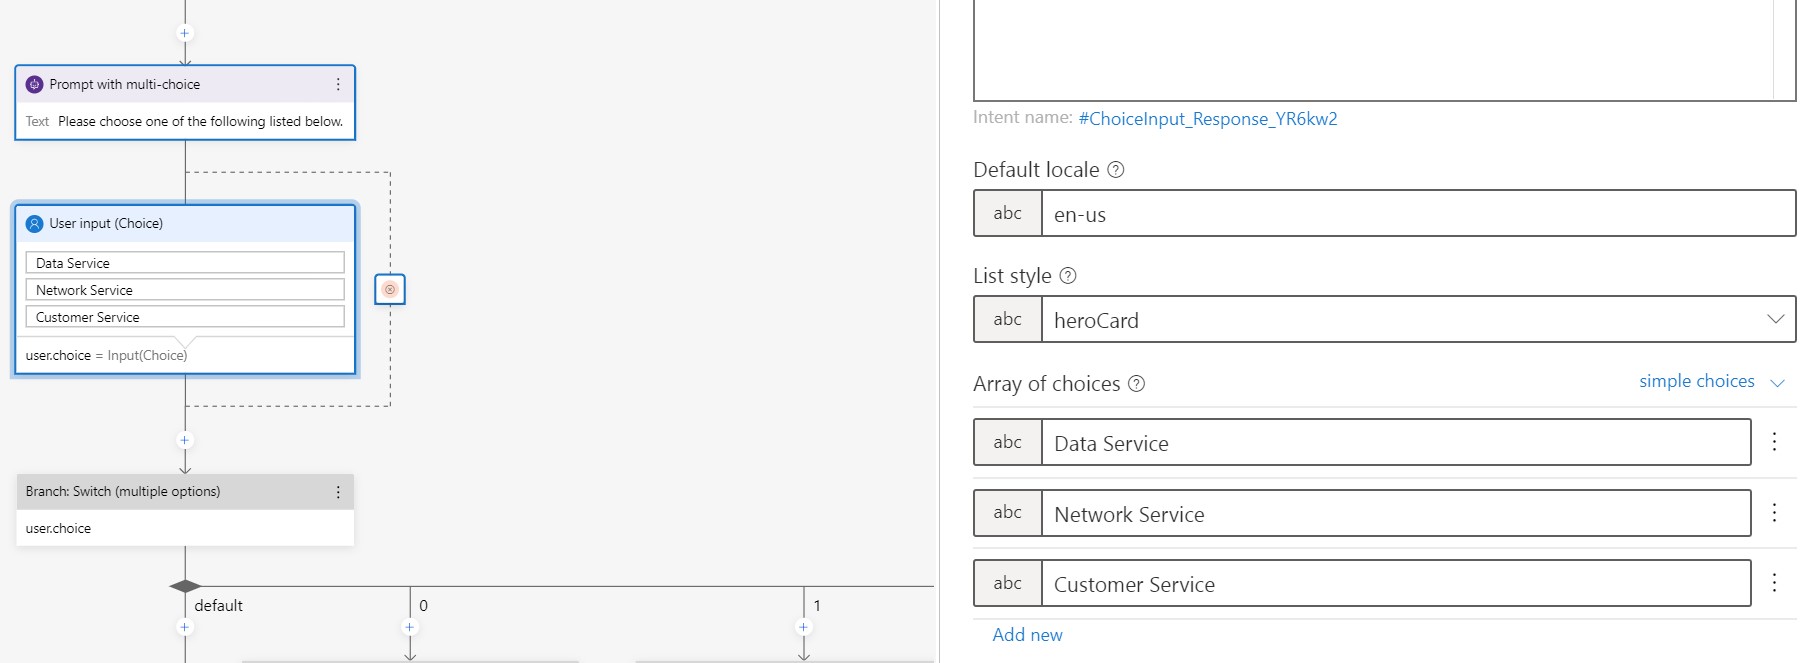 Prompt with multi-choice
Text Please choose one of the following listed below.
User input (Choice)
Data Service
Network Service
Customer Service
user.choice = Input(Choice)
Branch: Switch (multiple options)
user.choice
default
0
1
Intent name: #ChoiceInput_Response_YR6kw2
Default locale ?
abc en-us
List style ?
abc heroCard
Array of choices ? simple choices
abc Data Service
abc Network Service
abc Customer Service
Add new